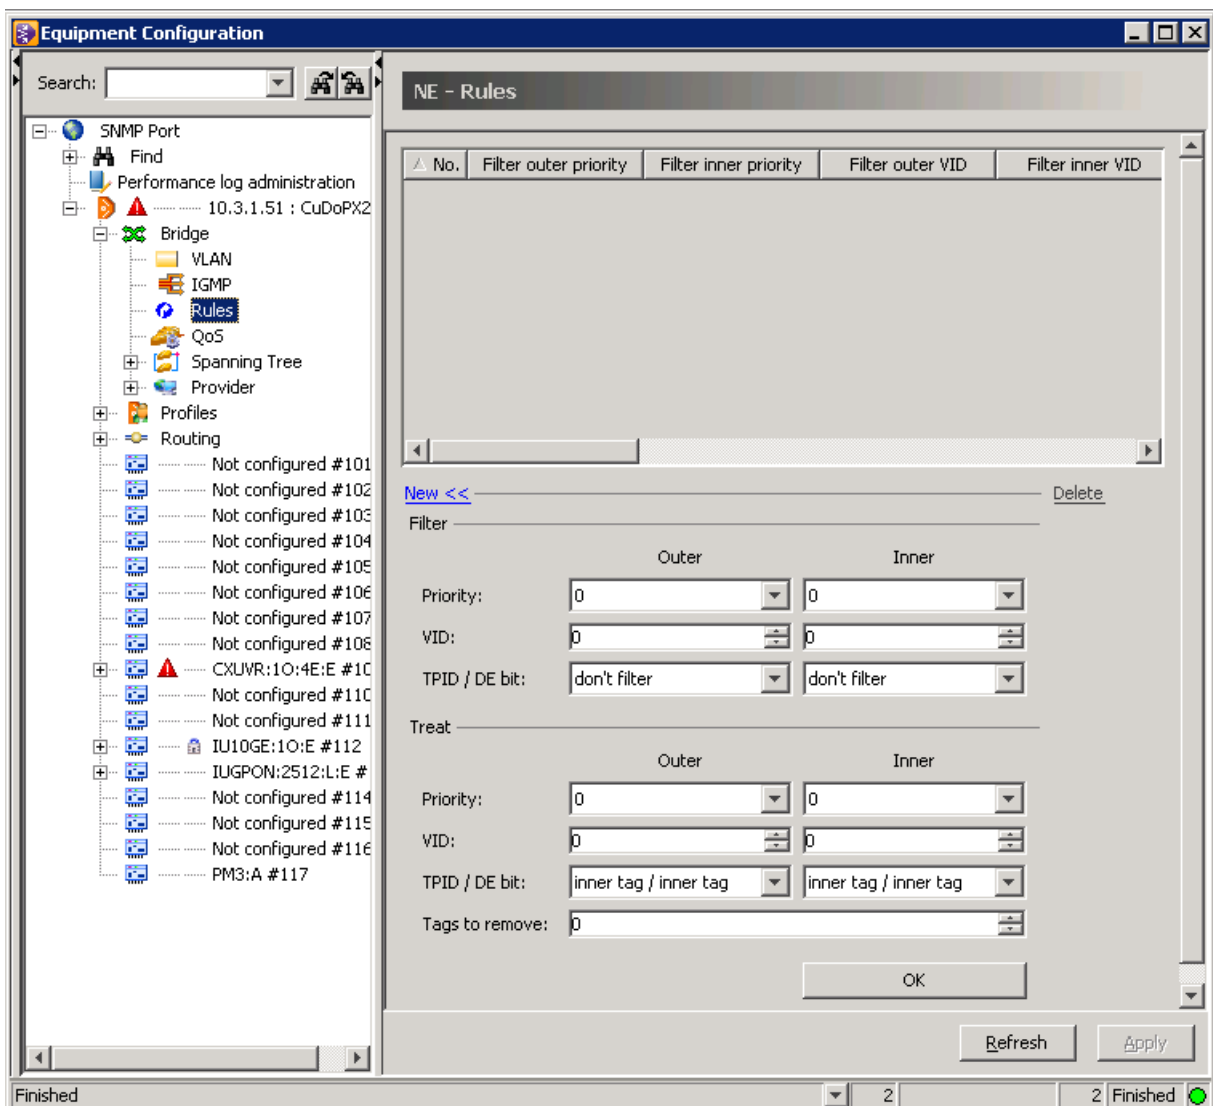 Equipment Configuration
Search:
SNMP Port
Find
Performance log administration
10.3.1.51 : CuDoPX2
Bridge
VLAN
IGMP
Rules
QoS
Spanning Tree
Provider
Profiles
Routing
Not configured #101
Not configured #102
Not configured #103
Not configured #104
Not configured #105
Not configured #106
Not configured #107
Not configured #108
CXUVR:1O:4E:E #10
Not configured #110
Not configured #111
IU10GE:1O:E #112
IUGPON:2512:L:E #
Not configured #114
Not configured #115
Not configured #116
PM3:A #117
NE - Rules
No. Filter outer priority Filter inner priority Filter outer VID Filter inner VID
New << Delete
Filter
Outer Inner
Priority: 0 0
VID: 0 0
TPID / DE bit: don't filter don't filter
Treat
Outer Inner
Priority: 0 0
VID: 0 0
TPID / DE bit: inner tag / inner tag inner tag / inner tag
Tags to remove: 0
OK
Refresh Apply
Finished 2 2 Finished